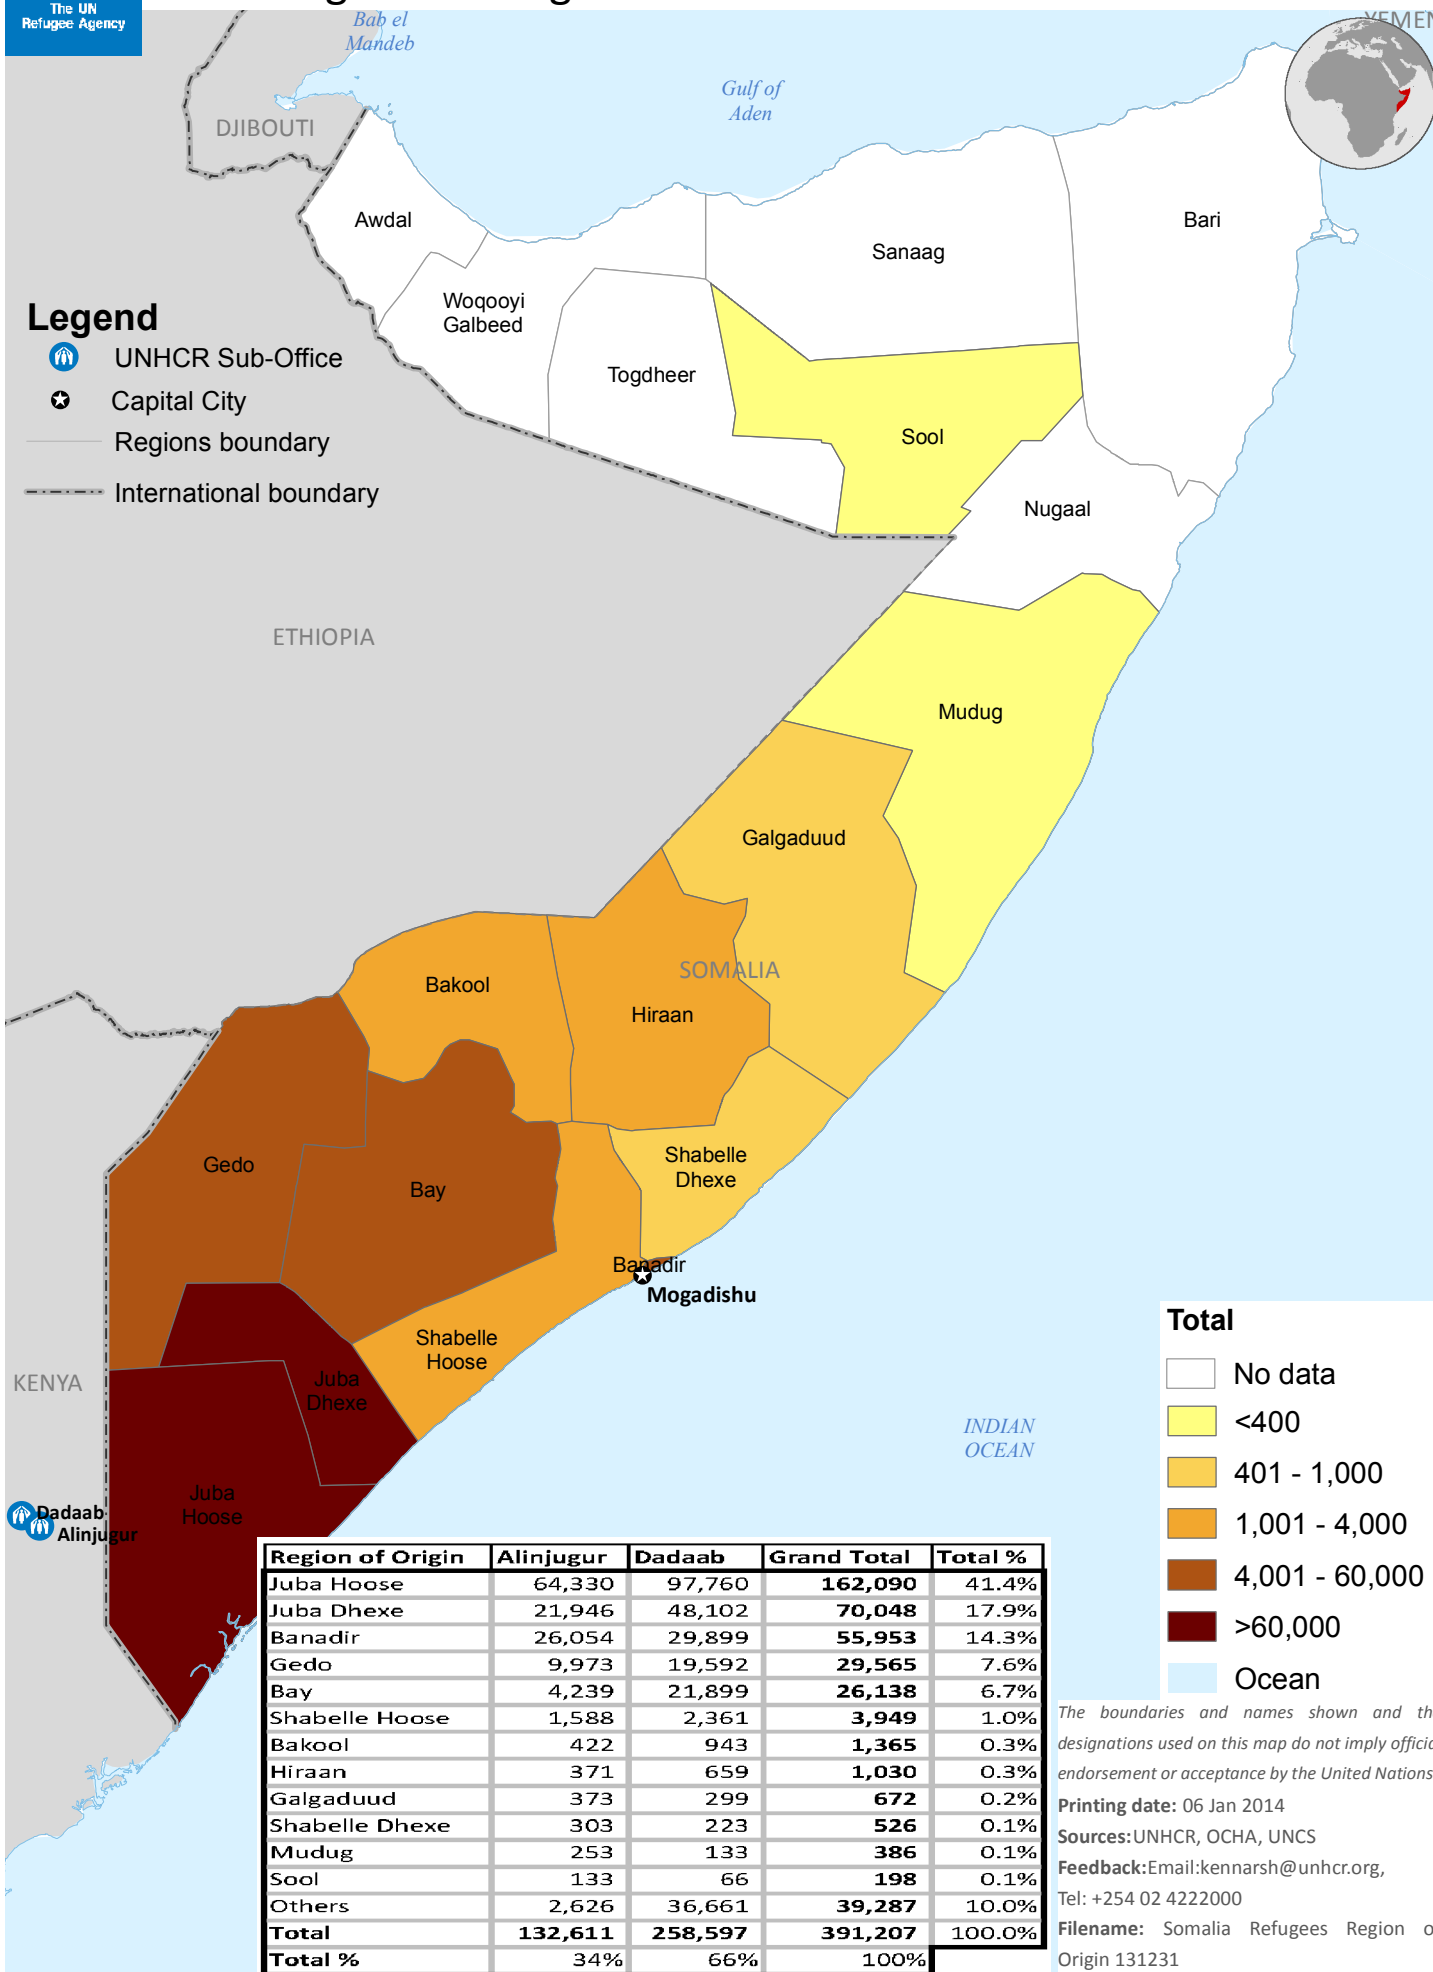 The UN
Refugee Agency
Bab el
Mandeb
YEMEN
Gulf of
Aden
DJIBOUTI
Awdal
Bari
Sanaag
Woqooyi
Galbeed
Togdheer
Sool
Nugaal
Legend
UNHCR Sub-Office
Capital City
Regions boundary
International boundary
ETHIOPIA
Mudug
Galgaduud
SOMALIA
Bakool
Hiraan
Gedo
Bay
Shabelle
Dhexe
Banadir
Mogadishu
Shabelle
Hoose
Juba
Dhexe
KENYA
INDIAN
OCEAN
Juba
Hoose
Dadaab
Alinjugur
Total
No data
<400
401 - 1,000
1,001 - 4,000
4,001 - 60,000
>60,000
Ocean
Region of Origin Alinjugur Dadaab Grand Total Total %
Juba Hoose 64,330 97,760 162,090 41.4%
Juba Dhexe 21,946 48,102 70,048 17.9%
Banadir 26,054 29,899 55,953 14.3%
Gedo 9,973 19,592 29,565 7.6%
Bay 4,239 21,899 26,138 6.7%
Shabelle Hoose 1,588 2,361 3,949 1.0%
Bakool 422 943 1,365 0.3%
Hiraan 371 659 1,030 0.3%
Galgaduud 373 299 672 0.2%
Shabelle Dhexe 303 223 526 0.1%
Mudug 253 133 386 0.1%
Sool 133 66 198 0.1%
Others 2,626 36,661 39,287 10.0%
Total 132,611 258,597 391,207 100.0%
Total % 34% 66% 100%
The boundaries and names shown and th
designations used on this map do not imply offici
endorsement or acceptance by the United Nations
Printing date: 06 Jan 2014
Sources:UNHCR, OCHA, UNCS
Feedback:Email:kennarsh@unhcr.org,
Tel: +254 02 4222000
Filename: Somalia Refugees Region o
Origin 131231